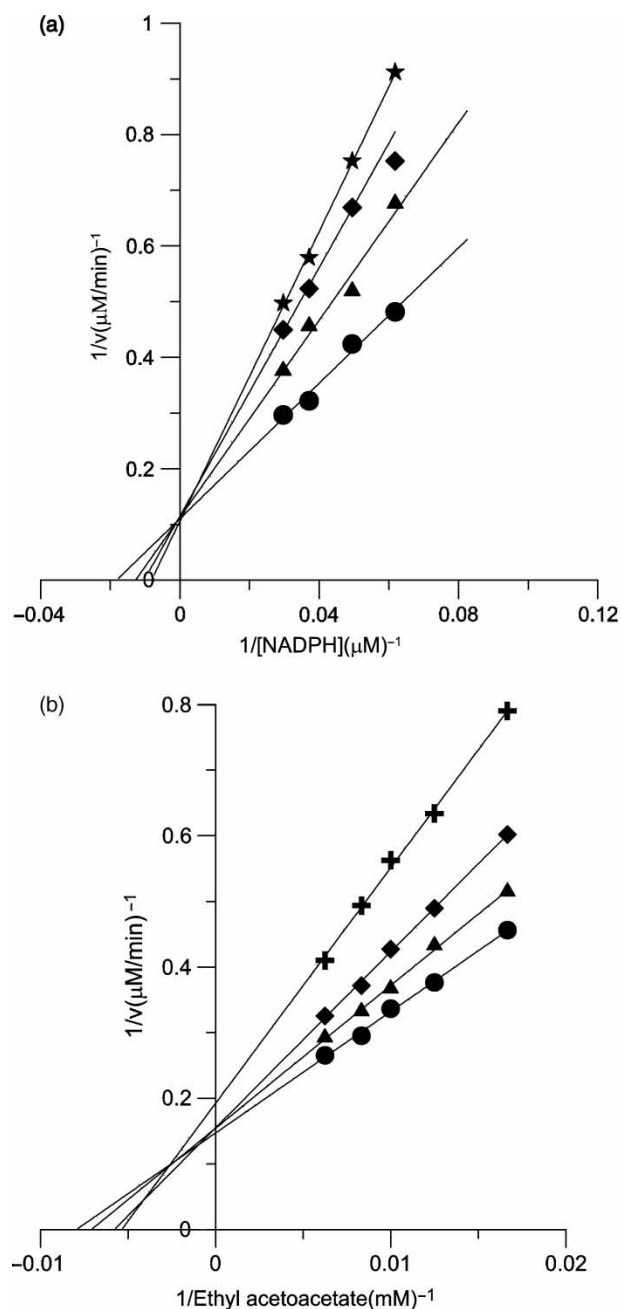 (a)
1
0.8
0.6
0.4
0.2
0
1/v(μM/min)⁻¹
−0.04 0 0.04 0.08 0.12
1/[NADPH](μM)⁻¹
(b)
0.8
0.6
0.4
0.2
0
1/v(μM/min)⁻¹
−0.01 0 0.01 0.02
1/Ethyl acetoacetate(mM)⁻¹